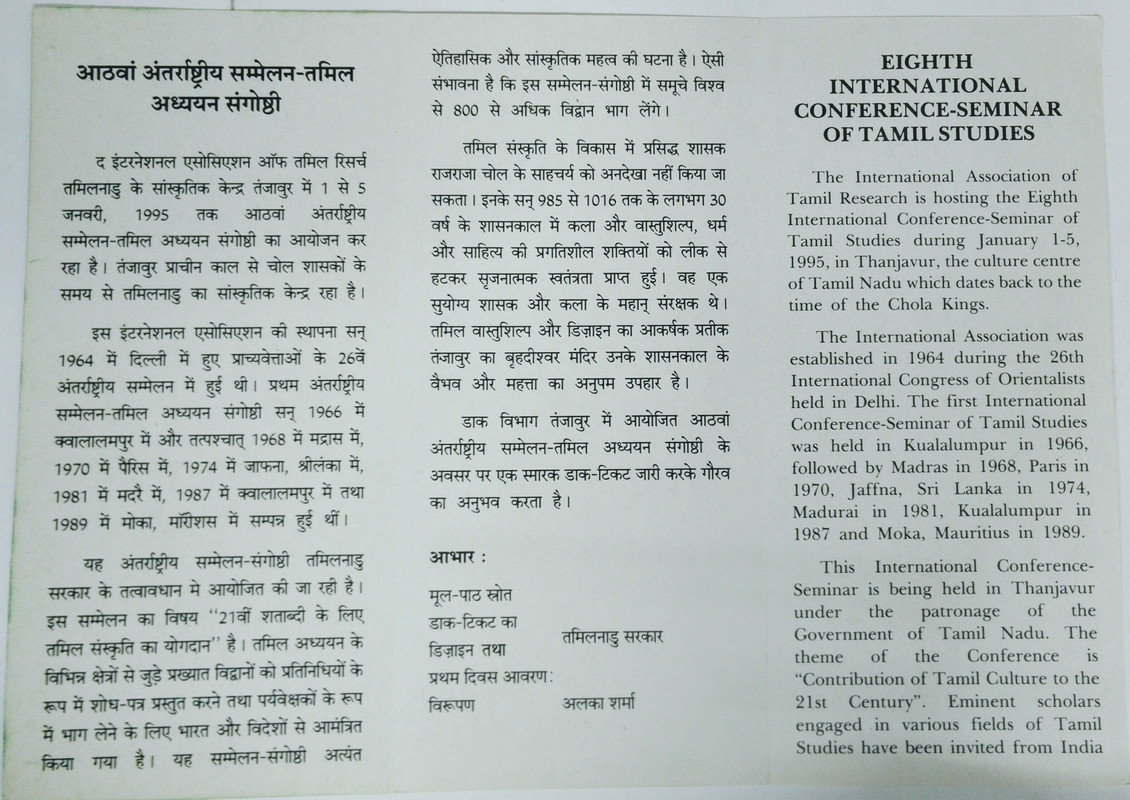 आठवां अंतर्राष्ट्रीय सम्मेलन-तमिल
अध्ययन संगोष्ठी
द इंटरनेशनल एसोसिएशन ऑफ तमिल रिसर्च
तमिलनाडु के सांस्कृतिक केन्द्र तंजावुर में 1 से 5
जनवरी, 1995 तक आठवां अंतर्राष्ट्रीय
सम्मेलन-तमिल अध्ययन संगोष्ठी का आयोजन कर
रहा है। तंजावुर प्राचीन काल से चोल शासकों के
समय से तमिलनाडु का सांस्कृतिक केन्द्र रहा है।
इस इंटरनेशनल एसोसिएशन की स्थापना सन्
1964 में दिल्ली में हुए प्राच्यवेत्ताओं के 26वें
अंतर्राष्ट्रीय सम्मेलन में हुई थी। प्रथम अंतर्राष्ट्रीय
सम्मेलन-तमिल अध्ययन संगोष्ठी सन् 1966 में
क्वालालमपुर में और तत्पश्चात् 1968 में मद्रास में,
1970 में पैरिस में, 1974 में जाफना, श्रीलंका में,
1981 में मदरै में, 1987 में क्वालालमपुर में तथा
1989 में मोका, मॉरीशस में सम्पन्न हुई थीं।
यह अंतर्राष्ट्रीय सम्मेलन-संगोष्ठी तमिलनाडु
सरकार के तत्वावधान मे आयोजित की जा रही है।
इस सम्मेलन का विषय ‘‘21वीं शताब्दी के लिए
तमिल संस्कृति का योगदान’’ है। तमिल अध्ययन के
विभिन्न क्षेत्रों से जुड़े प्रख्यात विद्वानों को प्रतिनिधियों के
रूप में शोध-पत्र प्रस्तुत करने तथा पर्यवेक्षकों के रूप
में भाग लेने के लिए भारत और विदेशों से आमंत्रित
किया गया है। यह सम्मेलन-संगोष्ठी अत्यंत
ऐतिहासिक और सांस्कृतिक महत्व की घटना है। ऐसी
संभावना है कि इस सम्मेलन-संगोष्ठी में समूचे विश्व
से 800 से अधिक विद्वान भाग लेंगे।
तमिल संस्कृति के विकास में प्रसिद्ध शासक
राजराजा चोल के साहचर्य को अनदेखा नहीं किया जा
सकता। इनके सन् 985 से 1016 तक के लगभग 30
वर्ष के शासनकाल में कला और वास्तुशिल्प, धर्म
और साहित्य की प्रगतिशील शक्तियों को लीक से
हटकर सृजनात्मक स्वतंत्रता प्राप्त हुई। वह एक
सुयोग्य शासक और कला के महान् संरक्षक थे।
तमिल वास्तुशिल्प और डिज़ाइन का आकर्षक प्रतीक
तंजावुर का बृहदीश्वर मंदिर उनके शासनकाल के
वैभव और महत्ता का अनुपम उपहार है।
डाक विभाग तंजावुर में आयोजित आठवां
अंतर्राष्ट्रीय सम्मेलन-तमिल अध्ययन संगोष्ठी के
अवसर पर एक स्मारक डाक-टिकट जारी करके गौरव
का अनुभव करता है।
आभार :
मूल-पाठ स्रोत
डाक-टिकट का
डिज़ाइन तथा तमिलनाडु सरकार
प्रथम दिवस आवरण:
विरूपण अलका शर्मा
EIGHTH
INTERNATIONAL
CONFERENCE-SEMINAR
OF TAMIL STUDIES
The International Association of
Tamil Research is hosting the Eighth
International Conference-Seminar of
Tamil Studies during January 1-5,
1995, in Thanjavur, the culture centre
of Tamil Nadu which dates back to the
time of the Chola Kings.
The International Association was
established in 1964 during the 26th
International Congress of Orientalists
held in Delhi. The first International
Conference-Seminar of Tamil Studies
was held in Kualalumpur in 1966,
followed by Madras in 1968, Paris in
1970, Jaffna, Sri Lanka in 1974,
Madurai in 1981, Kualalumpur in
1987 and Moka, Mauritius in 1989.
This International Conference-
Seminar is being held in Thanjavur
under the patronage of the
Government of Tamil Nadu. The
theme of the Conference is
“Contribution of Tamil Culture to the
21st Century”. Eminent scholars
engaged in various fields of Tamil
Studies have been invited from India